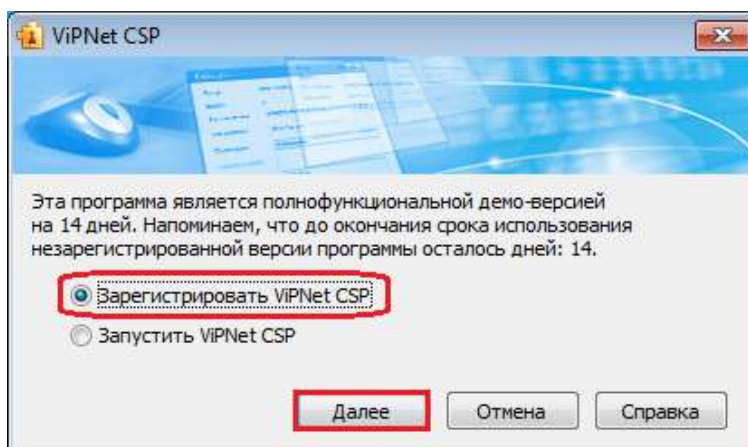 ViPNet CSP
Эта программа является полнофункциональной демо-версией
на 14 дней. Напоминаем, что до окончания срока использования
незарегистрированной версии программы осталось дней: 14.
Зарегистрировать ViPNet CSP
Запустить ViPNet CSP
Далее Отмена Справка